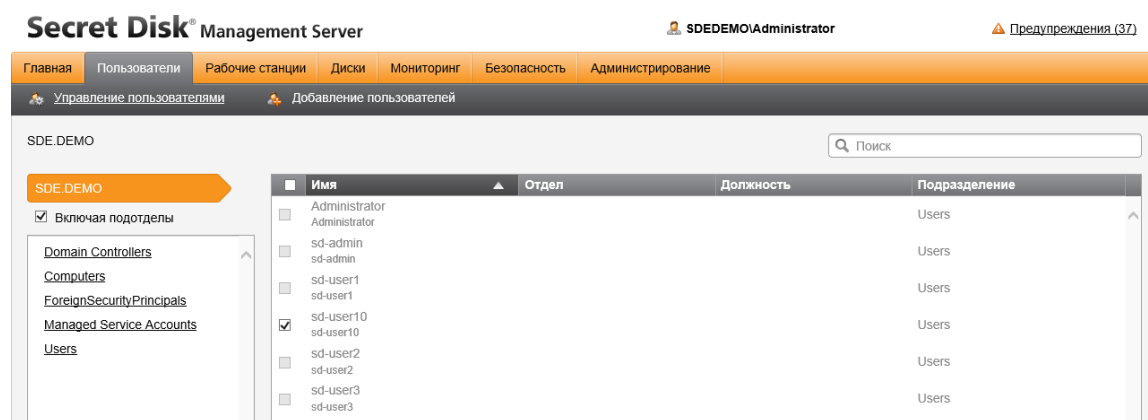 Secret Disk® Management Server
SDEDEMO\Administrator
Предупреждения (37)
Главная Пользователи Рабочие станции Диски Мониторинг Безопасность Администрирование
Управление пользователями Добавление пользователей
SDE.DEMO
Поиск
SDE.DEMO
Включая подотделы
Domain Controllers
Computers
ForeignSecurityPrincipals
Managed Service Accounts
Users
Имя Отдел Должность Подразделение
Administrator Users
Administrator
sd-admin Users
sd-admin
sd-user1 Users
sd-user1
sd-user10 Users
sd-user10
sd-user2 Users
sd-user2
sd-user3 Users
sd-user3